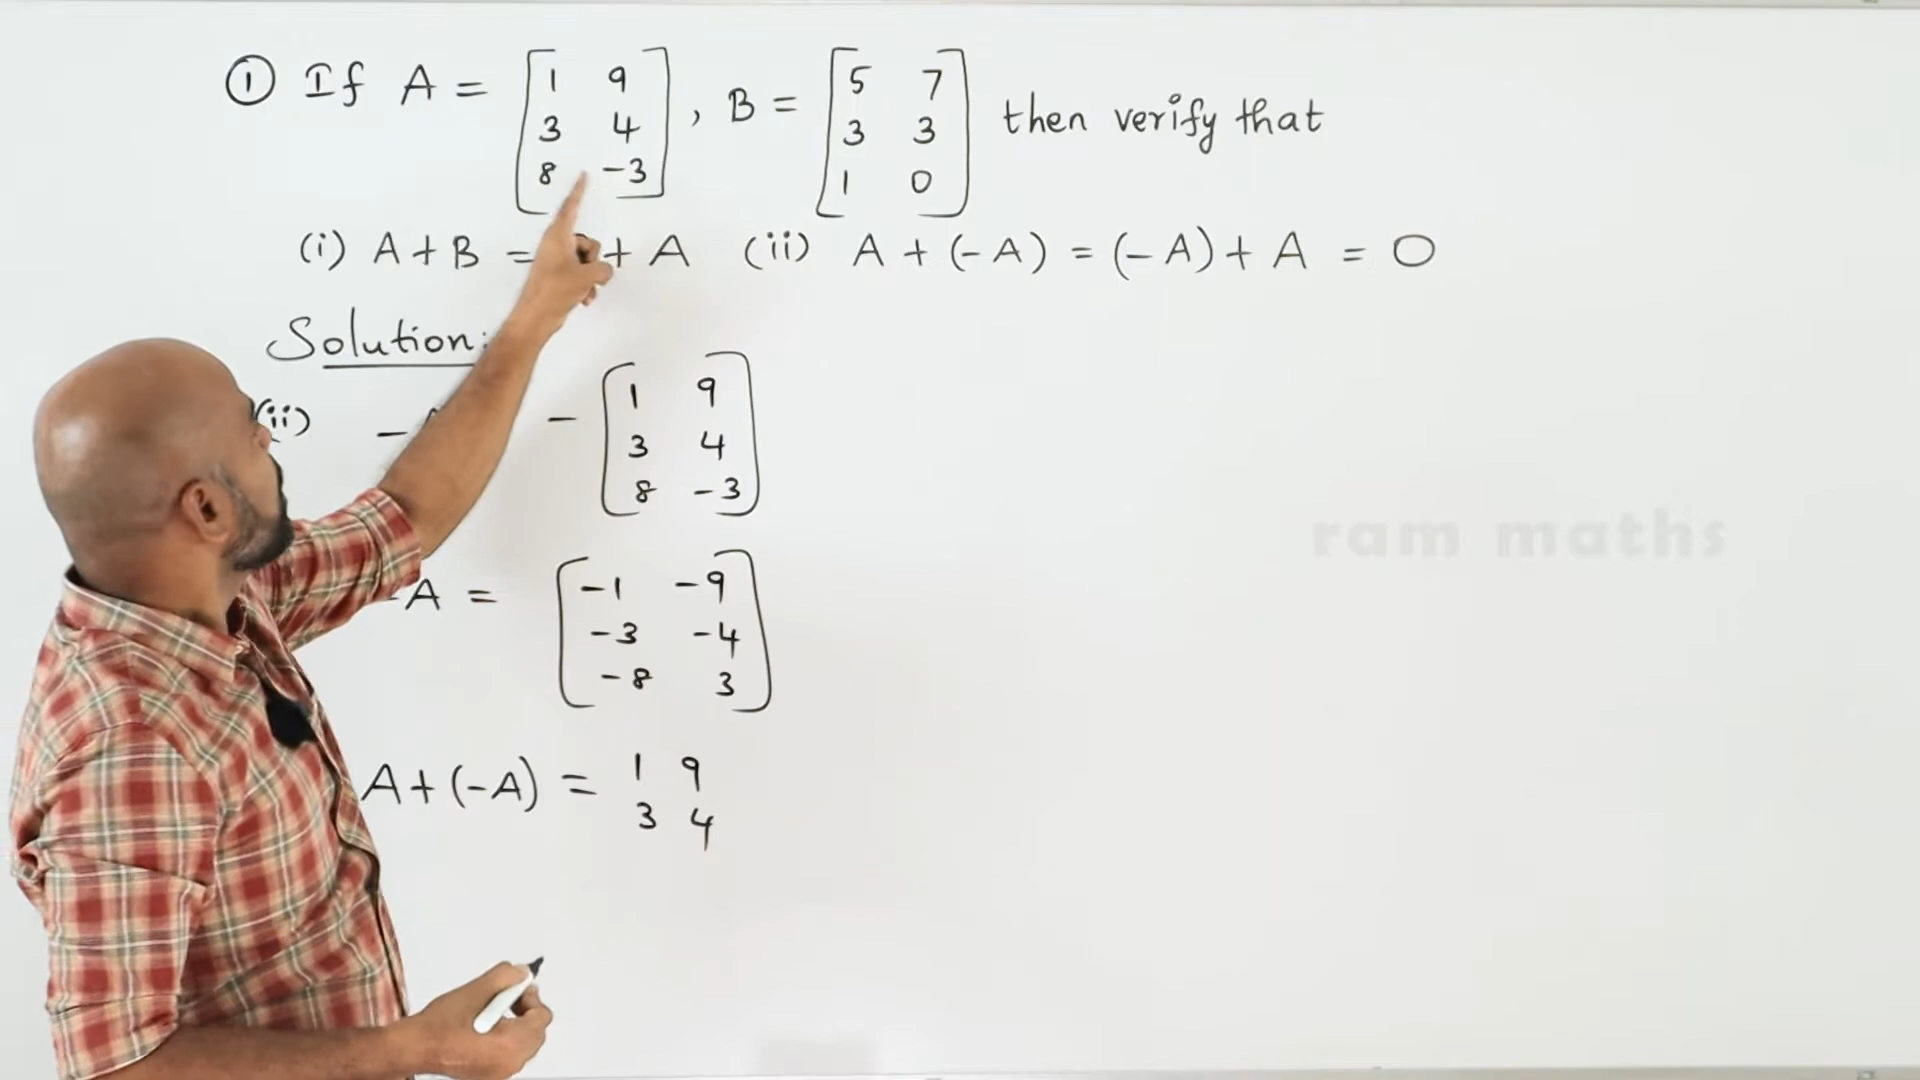 ① If A = [1 9
3 4
8 -3] , B = [5 7
3 3
1 0] then verify that
(i) A + B = + A (ii) A + (-A) = (-A) + A = O
Solution:
(ii) - - [1 9
3 4
8 -3]
-A = [-1 -9
-3 -4
-8 3]
A + (-A) = 1 9
3 4
ram maths